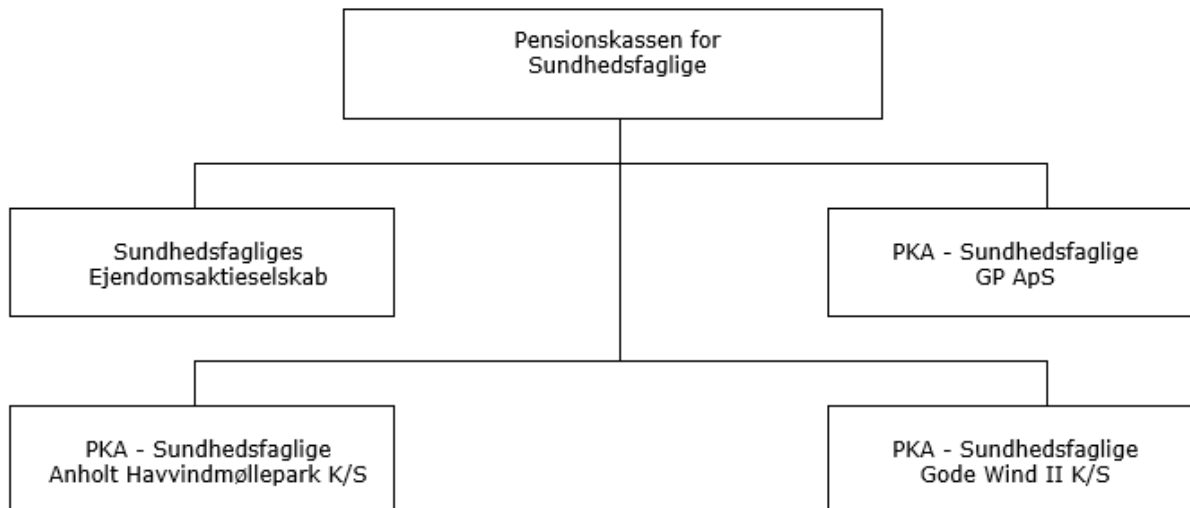 Pensionskassen for
Sundhedsfaglige
Sundhedsfagliges
Ejendomsaktieselskab
PKA - Sundhedsfaglige
GP ApS
PKA - Sundhedsfaglige
Anholt Havvindmøllepark K/S
PKA - Sundhedsfaglige
Gode Wind II K/S